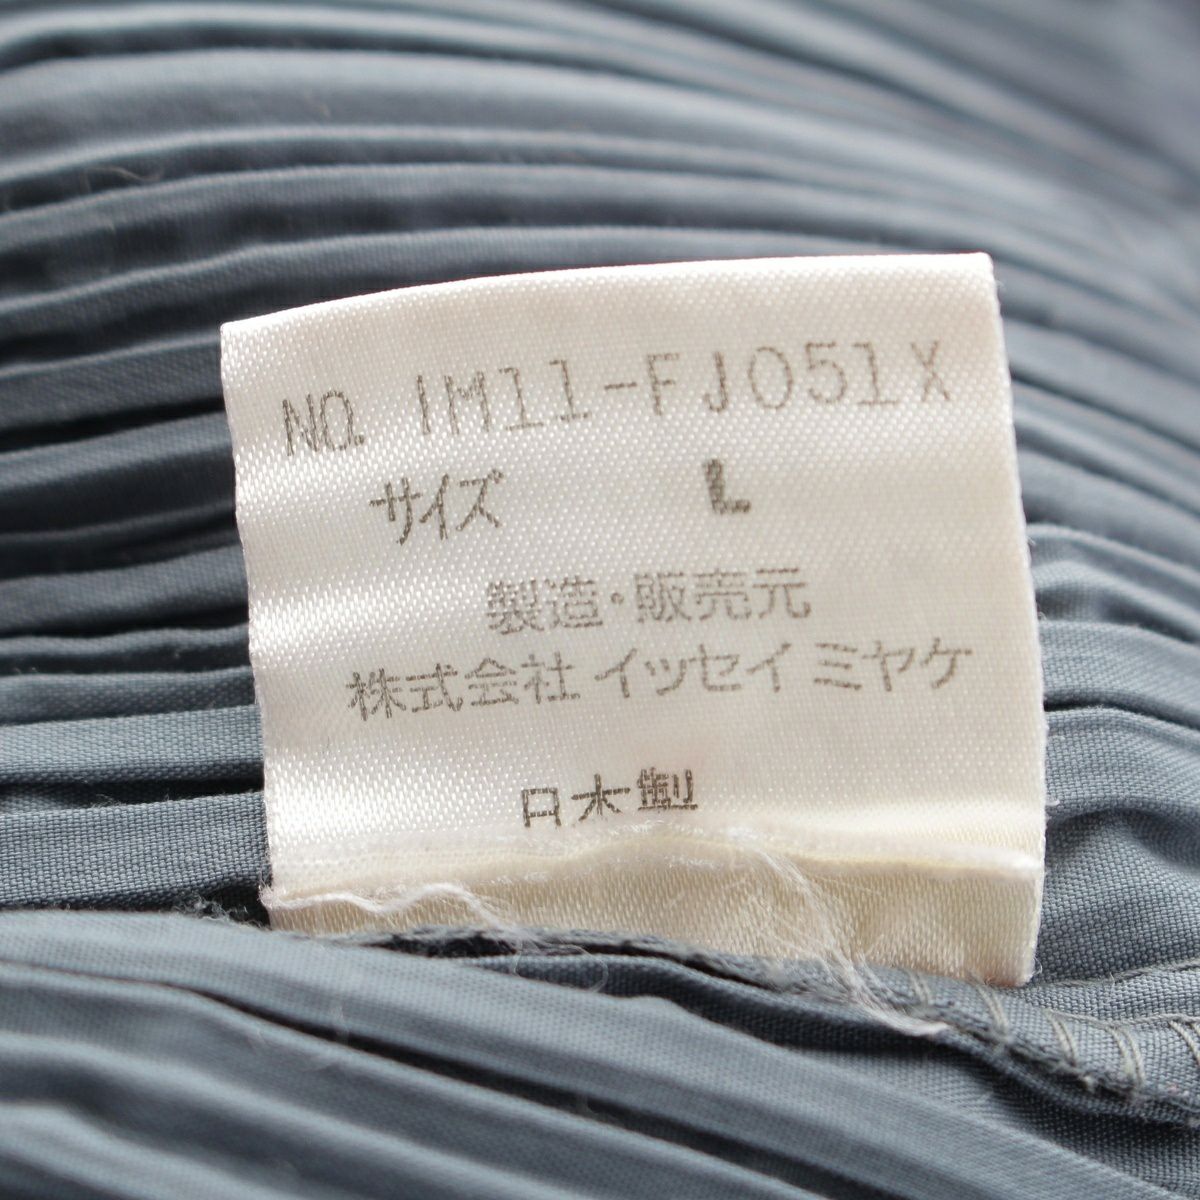 NO. IM11-FJ051X
サイズ L
製造・販売元
株式会社 イッセイ ミヤケ
日本製